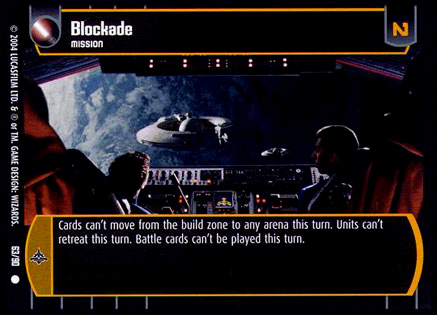 Blockade
MISSION
N
Cards can't move from the build zone to any arena this turn. Units can't
retreat this turn. Battle cards can't be played this turn.
© 2004 LUCASFILM LTD. & ® or TM. GAME DESIGN: WIZARDS.
63/90